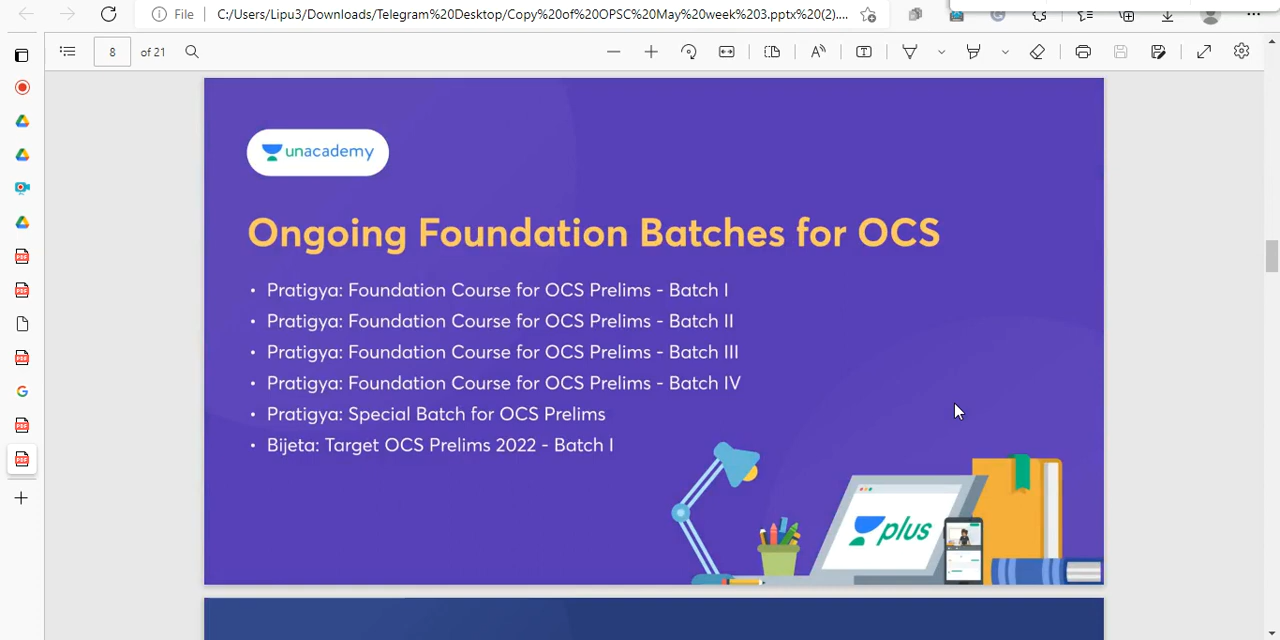 File
C:/Users/Lipu3/Downloads/Telegram%20Desktop/Copy%20of%20OPSC%20May%20week%203.pptx%20(2)....
8 of 21
unacademy
Ongoing Foundation Batches for OCS
• Pratigya: Foundation Course for OCS Prelims - Batch I
• Pratigya: Foundation Course for OCS Prelims - Batch II
• Pratigya: Foundation Course for OCS Prelims - Batch III
• Pratigya: Foundation Course for OCS Prelims - Batch IV
• Pratigya: Special Batch for OCS Prelims
• Bijeta: Target OCS Prelims 2022 - Batch I
plus